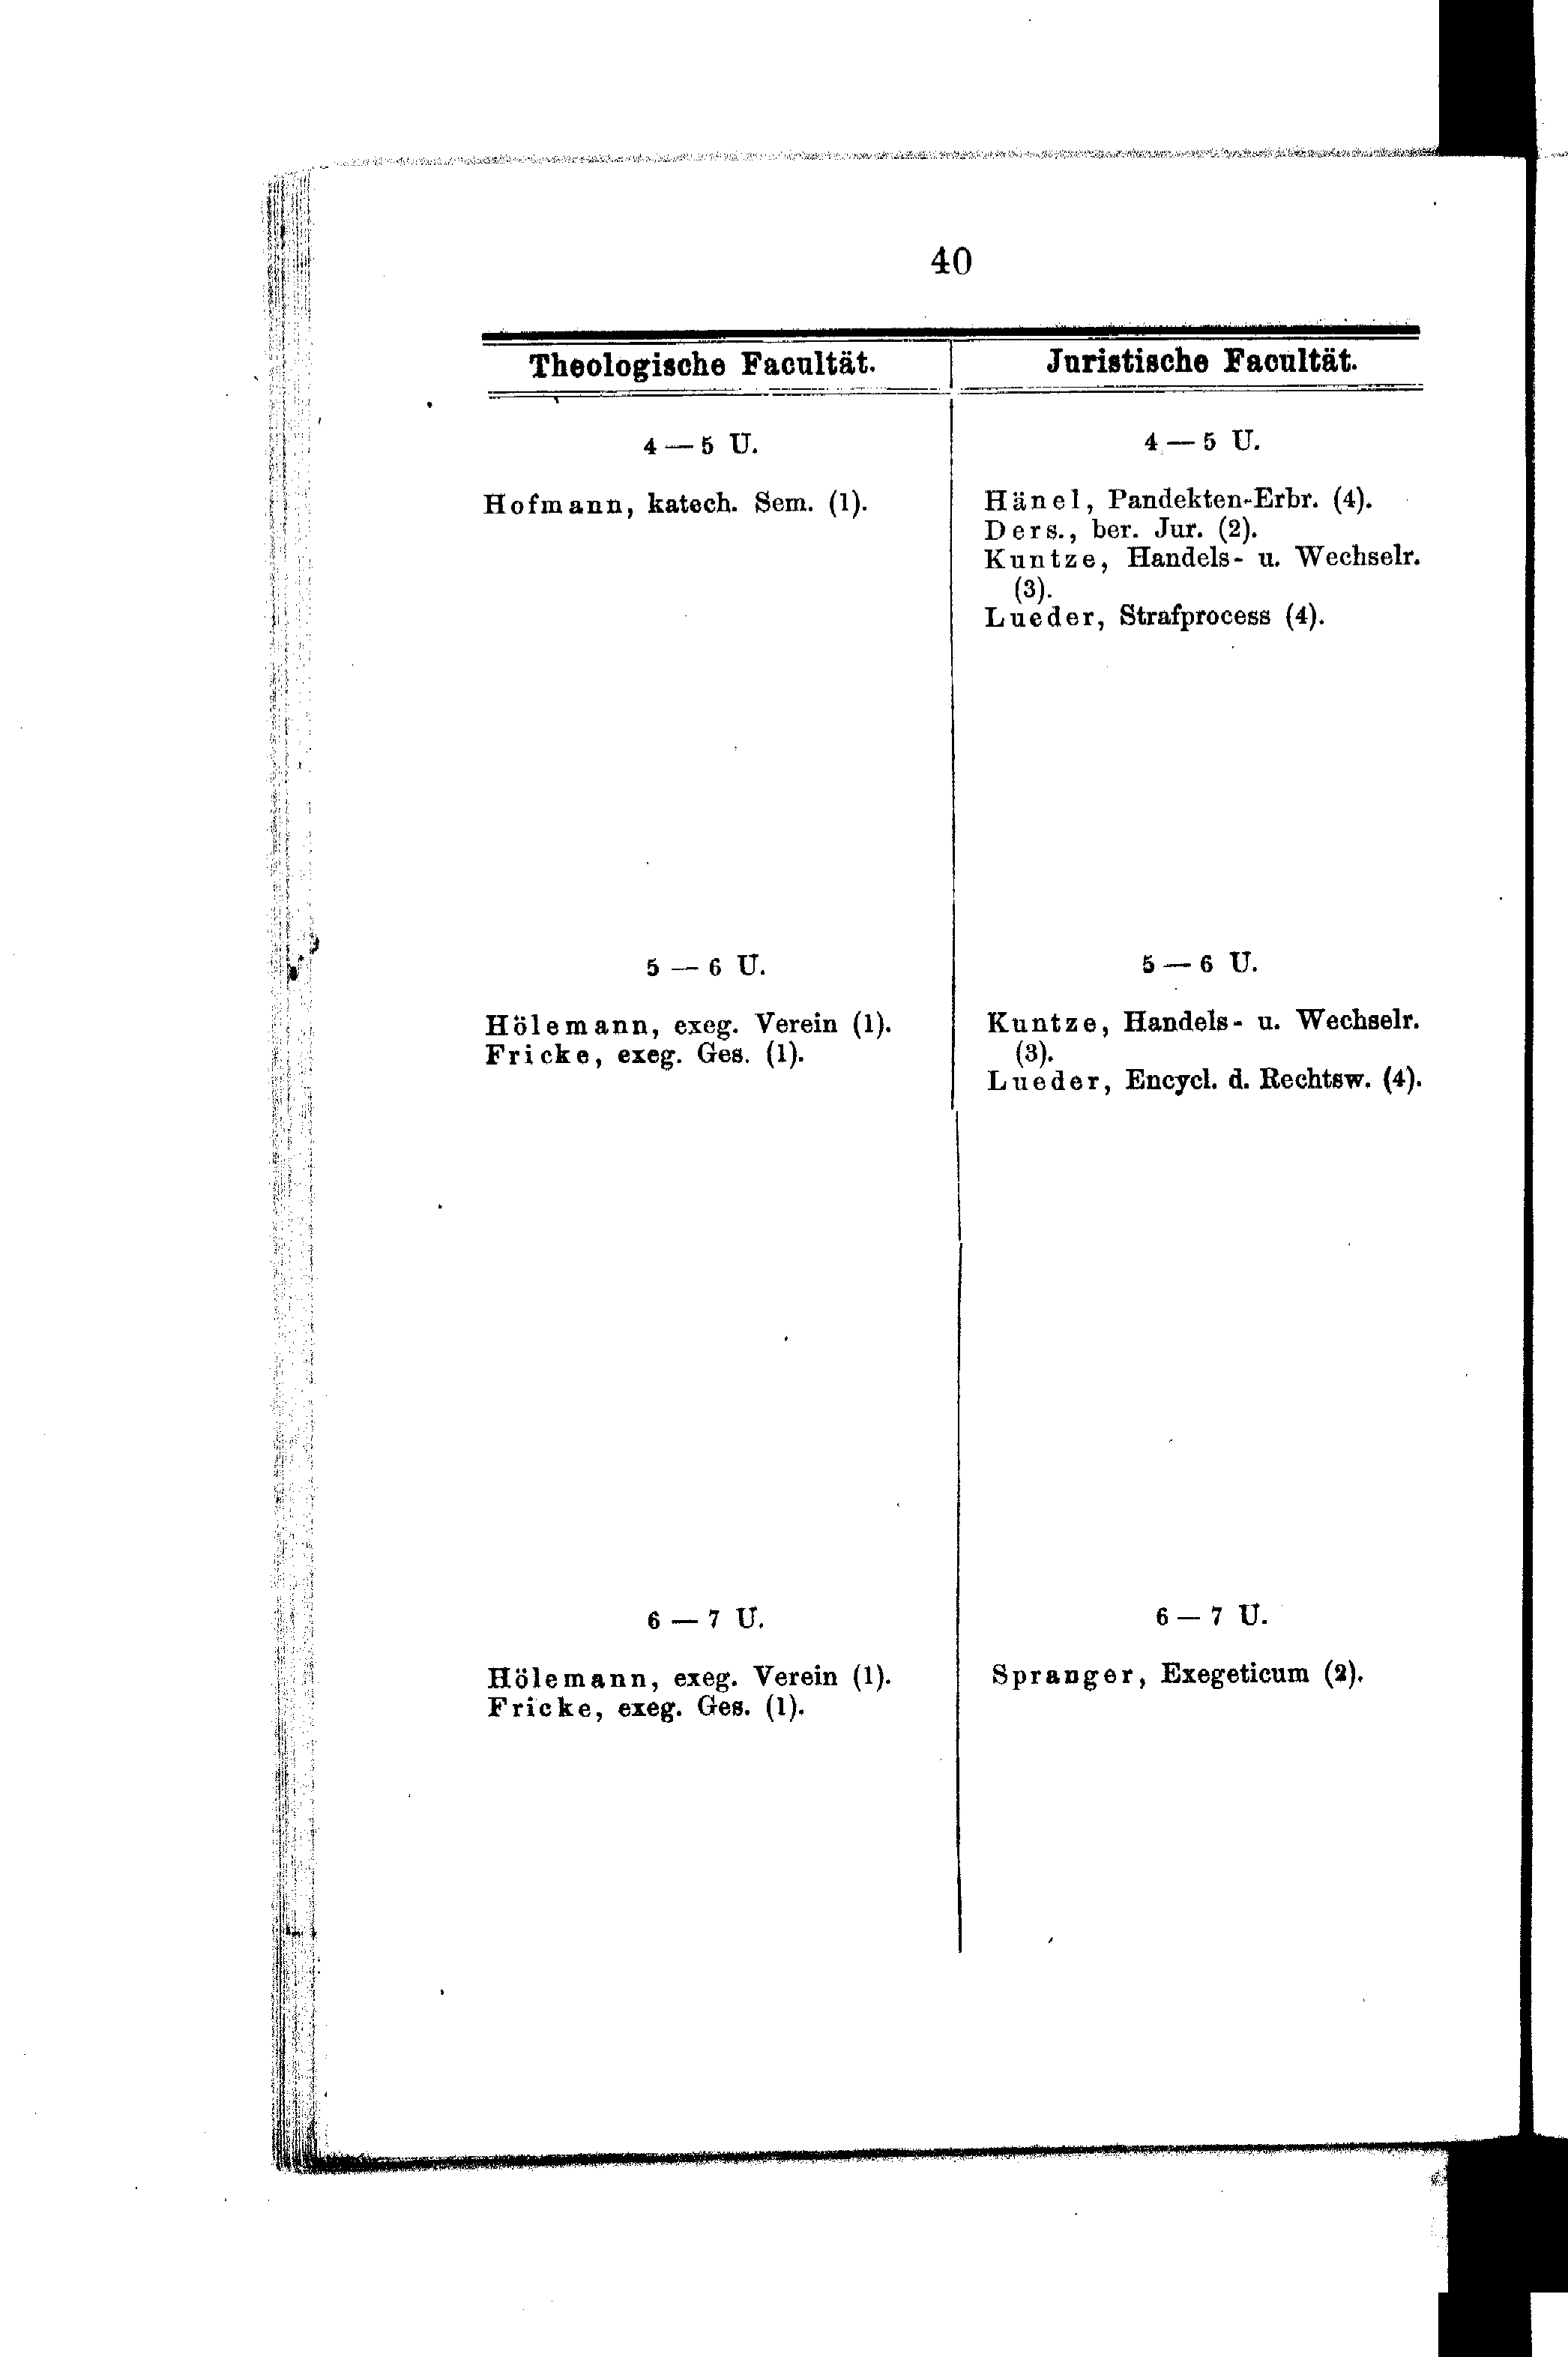 40
Theologische Facultät.
4 — 5 U.
Hofmann, katech. Sem. (1).
5 — 6 U.
Hölemann, exeg. Verein (1).
Fricke, exeg. Ges. (1).
6 — 7 U.
Hölemann, exeg. Verein (1).
Fricke, exeg. Ges. (1).
Juristische Facultät.
4 — 5 U.
Hänel, Pandekten-Erbr. (4).
Ders., ber. Jur. (2).
Kuntze, Handels- u. Wechselr.
(3).
Lueder, Strafprocess (4).
5 — 6 U.
Kuntze, Handels- u. Wechselr.
(3).
Lueder, Encycl. d. Rechtsw. (4).
6 — 7 U.
Spranger, Exegeticum (2).